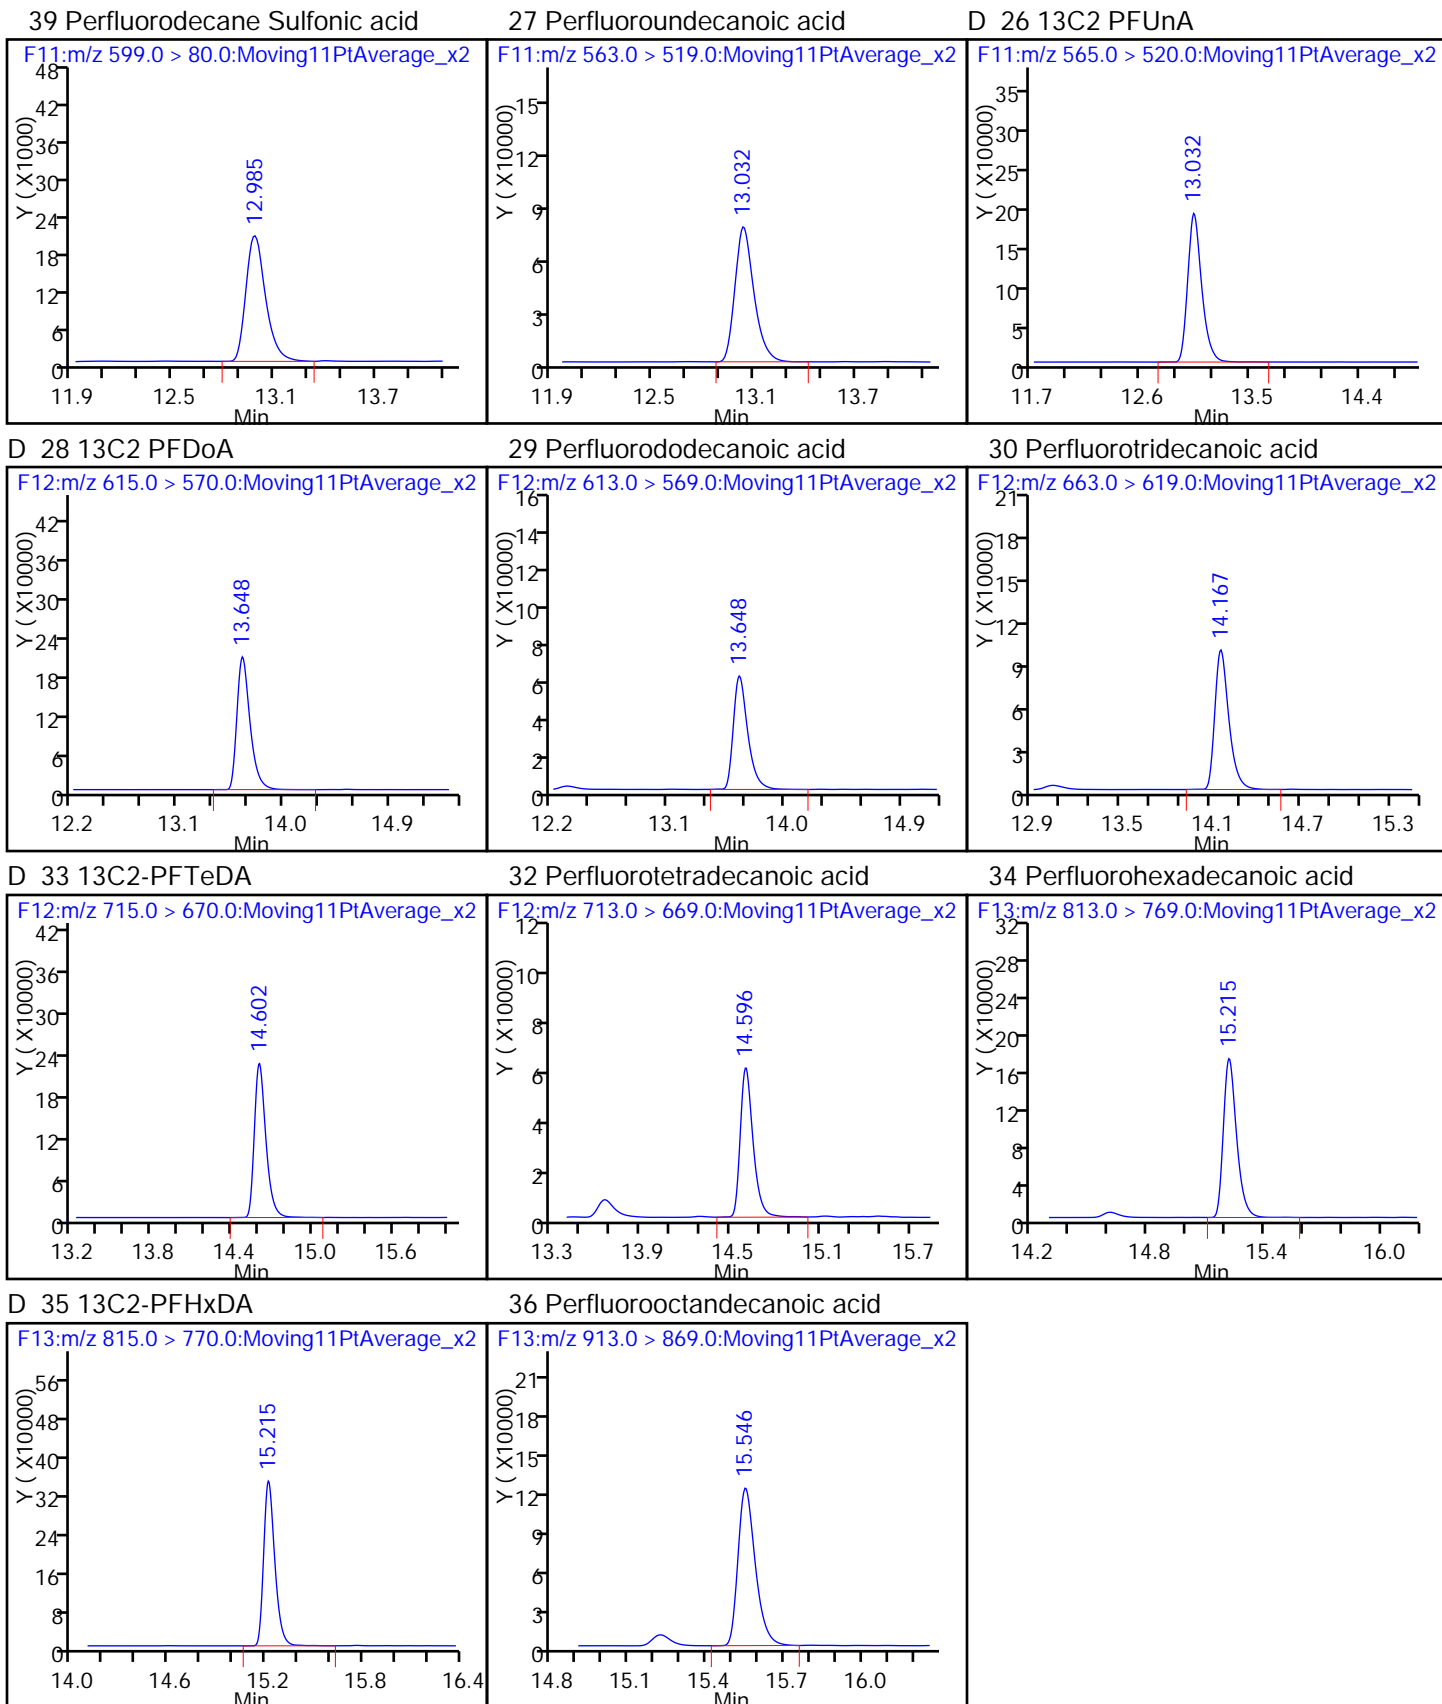 39 Perfluorodecane Sulfonic acid
F11:m/z 599.0 > 80.0:Moving11PtAverage_x2
Y ( X10000)
48
42
36
30
24
18
12
6
0
12.985
11.9 12.5 13.1 13.7
Min
27 Perfluoroundecanoic acid
F11:m/z 563.0 > 519.0:Moving11PtAverage_x2
Y ( X10000)
15
12
9
6
3
0
13.032
11.9 12.5 13.1 13.7
Min
D 26 13C2 PFUnA
F11:m/z 565.0 > 520.0:Moving11PtAverage_x2
Y ( X10000)
35
30
25
20
15
10
5
0
13.032
11.7 12.6 13.5 14.4
Min
D 28 13C2 PFDoA
F12:m/z 615.0 > 570.0:Moving11PtAverage_x2
Y ( X10000)
42
36
30
24
18
12
6
0
13.648
12.2 13.1 14.0 14.9
Min
29 Perfluorododecanoic acid
F12:m/z 613.0 > 569.0:Moving11PtAverage_x2
Y ( X10000)
16
14
12
10
8
6
4
2
0
13.648
12.2 13.1 14.0 14.9
Min
30 Perfluorotridecanoic acid
F12:m/z 663.0 > 619.0:Moving11PtAverage_x2
Y ( X10000)
21
18
15
12
9
6
3
0
14.167
12.9 13.5 14.1 14.7 15.3
Min
D 33 13C2-PFTeDA
F12:m/z 715.0 > 670.0:Moving11PtAverage_x2
Y ( X10000)
42
36
30
24
18
12
6
0
14.602
13.2 13.8 14.4 15.0 15.6
Min
32 Perfluorotetradecanoic acid
F12:m/z 713.0 > 669.0:Moving11PtAverage_x2
Y ( X10000)
12
10
8
6
4
2
0
14.596
13.3 13.9 14.5 15.1 15.7
Min
34 Perfluorohexadecanoic acid
F13:m/z 813.0 > 769.0:Moving11PtAverage_x2
Y ( X10000)
32
28
24
20
16
12
8
4
0
15.215
14.2 14.8 15.4 16.0
Min
D 35 13C2-PFHxDA
F13:m/z 815.0 > 770.0:Moving11PtAverage_x2
Y ( X10000)
56
48
40
32
24
16
8
0
15.215
14.0 14.6 15.2 15.8 16.4
Min
36 Perfluorooctandecanoic acid
F13:m/z 913.0 > 869.0:Moving11PtAverage_x2
Y ( X10000)
21
18
15
12
9
6
3
0
15.546
14.8 15.1 15.4 15.7 16.0
Min